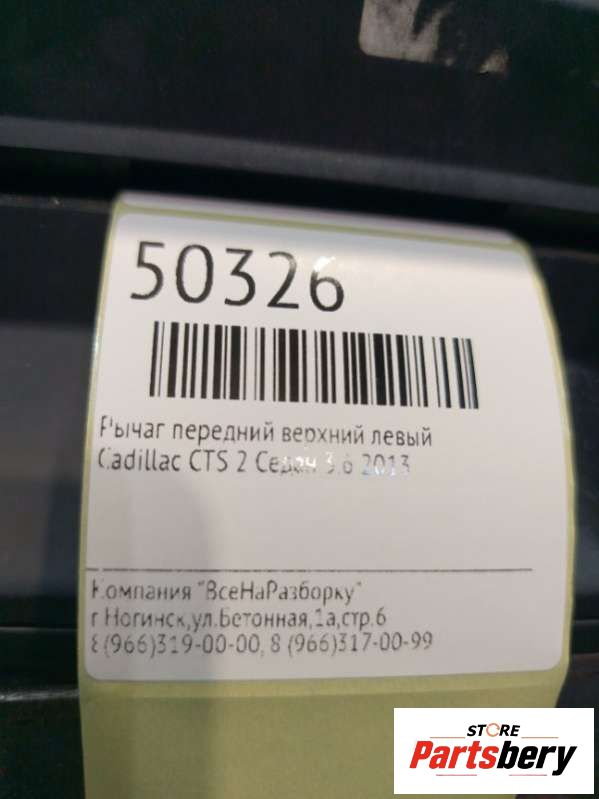 50326
Рычаг передний верхний левый
Cadillac CTS 2 Седан 3.6 2013
Компания "ВсеНаРазборку"
г.Ногинск,ул.Бетонная,1а,стр.6
8(966)319-00-00, 8 (966)317-00-99
STORE
Partsbery